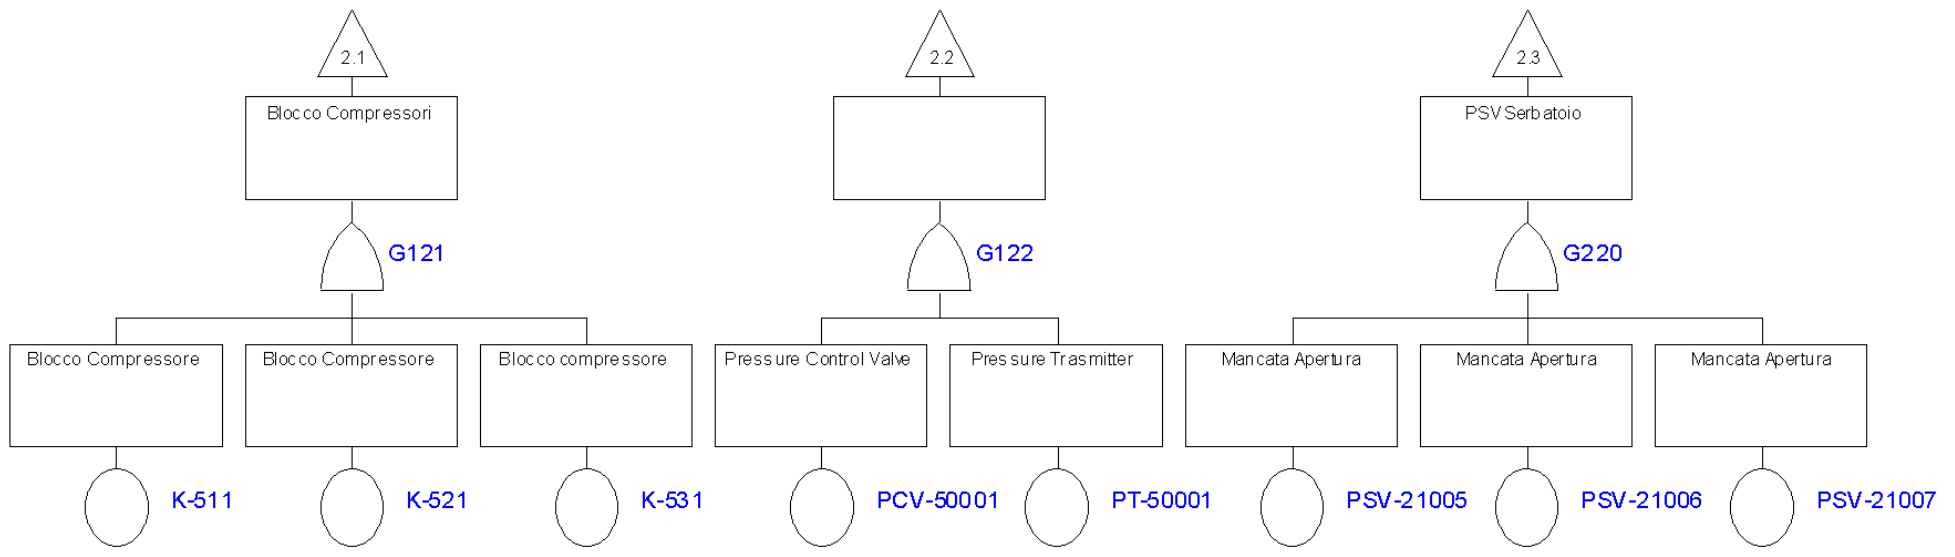 2.1
2.2
2.3
Blocco Compressori
PSV Serbatoio
G121
G122
G220
Blocco Compressore
Blocco Compressore
Blocco compressore
Pressure Control Valve
Pressure Trasmitter
Mancata Apertura
Mancata Apertura
Mancata Apertura
K-511
K-521
K-531
PCV-50001
PT-50001
PSV-21005
PSV-21006
PSV-21007